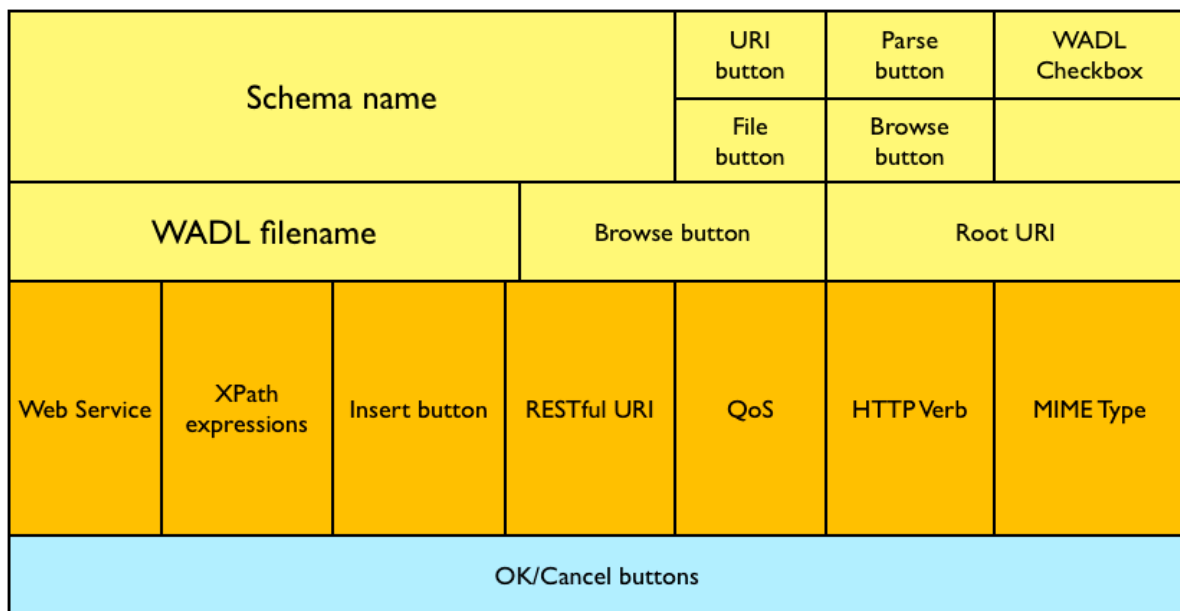 Schema name
URI
button
Parse
button
WADL
Checkbox
File
button
Browse
button
WADL filename
Browse button
Root URI
Web Service
XPath
expressions
Insert button
RESTful URI
QoS
HTTP Verb
MIME Type
OK/Cancel buttons